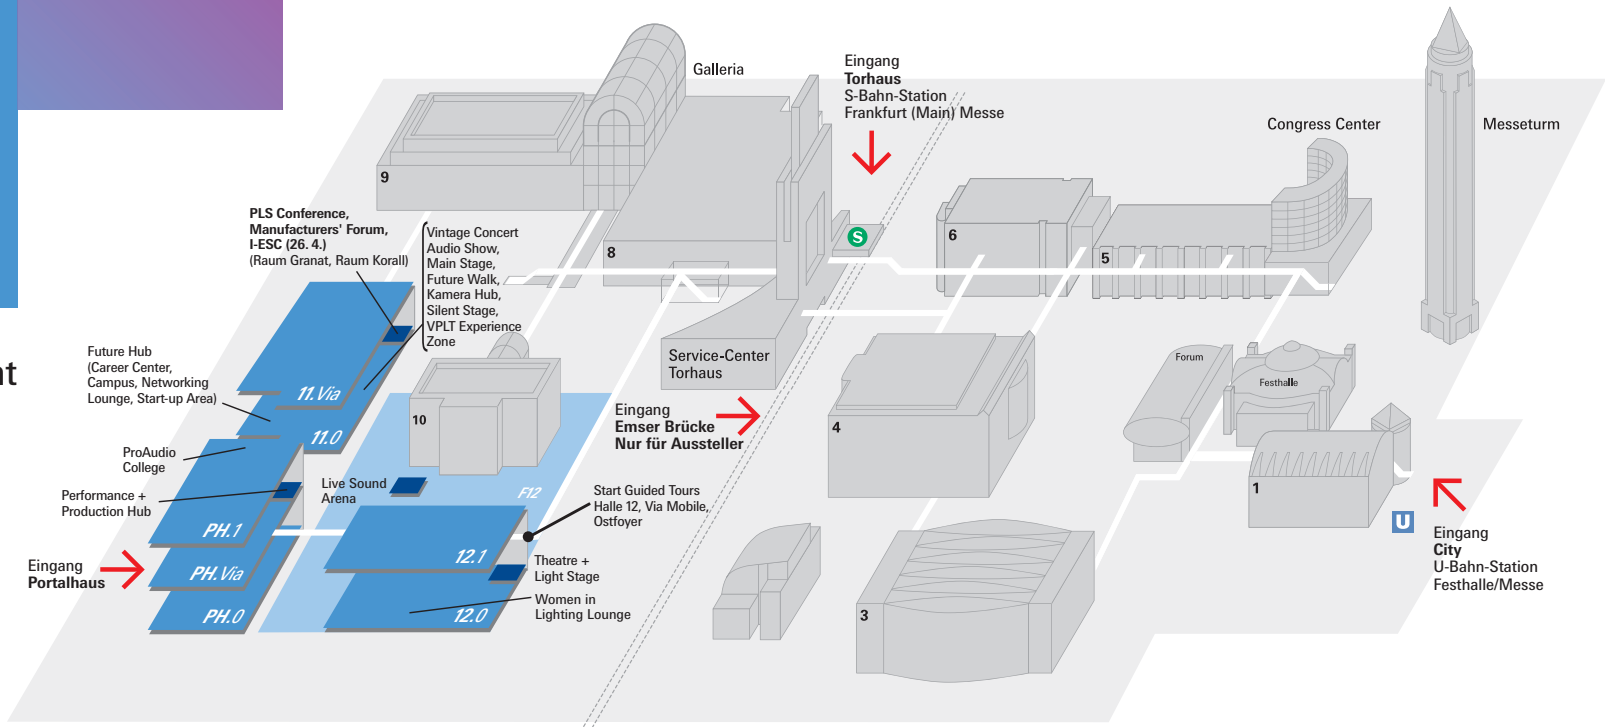 Galleria
Eingang
Torhaus
S-Bahn-Station
Frankfurt (Main) Messe
Congress Center
Messeturm
9
PLS Conference,
Manufacturers' Forum,
I-ESC (26. 4.)
(Raum Granat, Raum Korall)
Vintage Concert
Audio Show,
Main Stage,
Future Walk,
Kamera Hub,
Silent Stage,
VPLT Experience
Zone
8
S
6
5
Future Hub
(Career Center,
Campus, Networking
Lounge, Start-up Area)
nt
11.Via
11.0
Service-Center
Torhaus
Forum
Festhalle
10
Eingang
Emser Brücke
Nur für Aussteller
4
ProAudio
College
Performance +
Production Hub
Live Sound
Arena
F12
Start Guided Tours
Halle 12, Via Mobile,
Ostfoyer
1
U
Eingang
City
U-Bahn-Station
Festhalle/Messe
PH.1
12.1
Eingang
Portalhaus
PH.Via
Theatre +
Light Stage
PH.0
12.0
Women in
Lighting Lounge
3